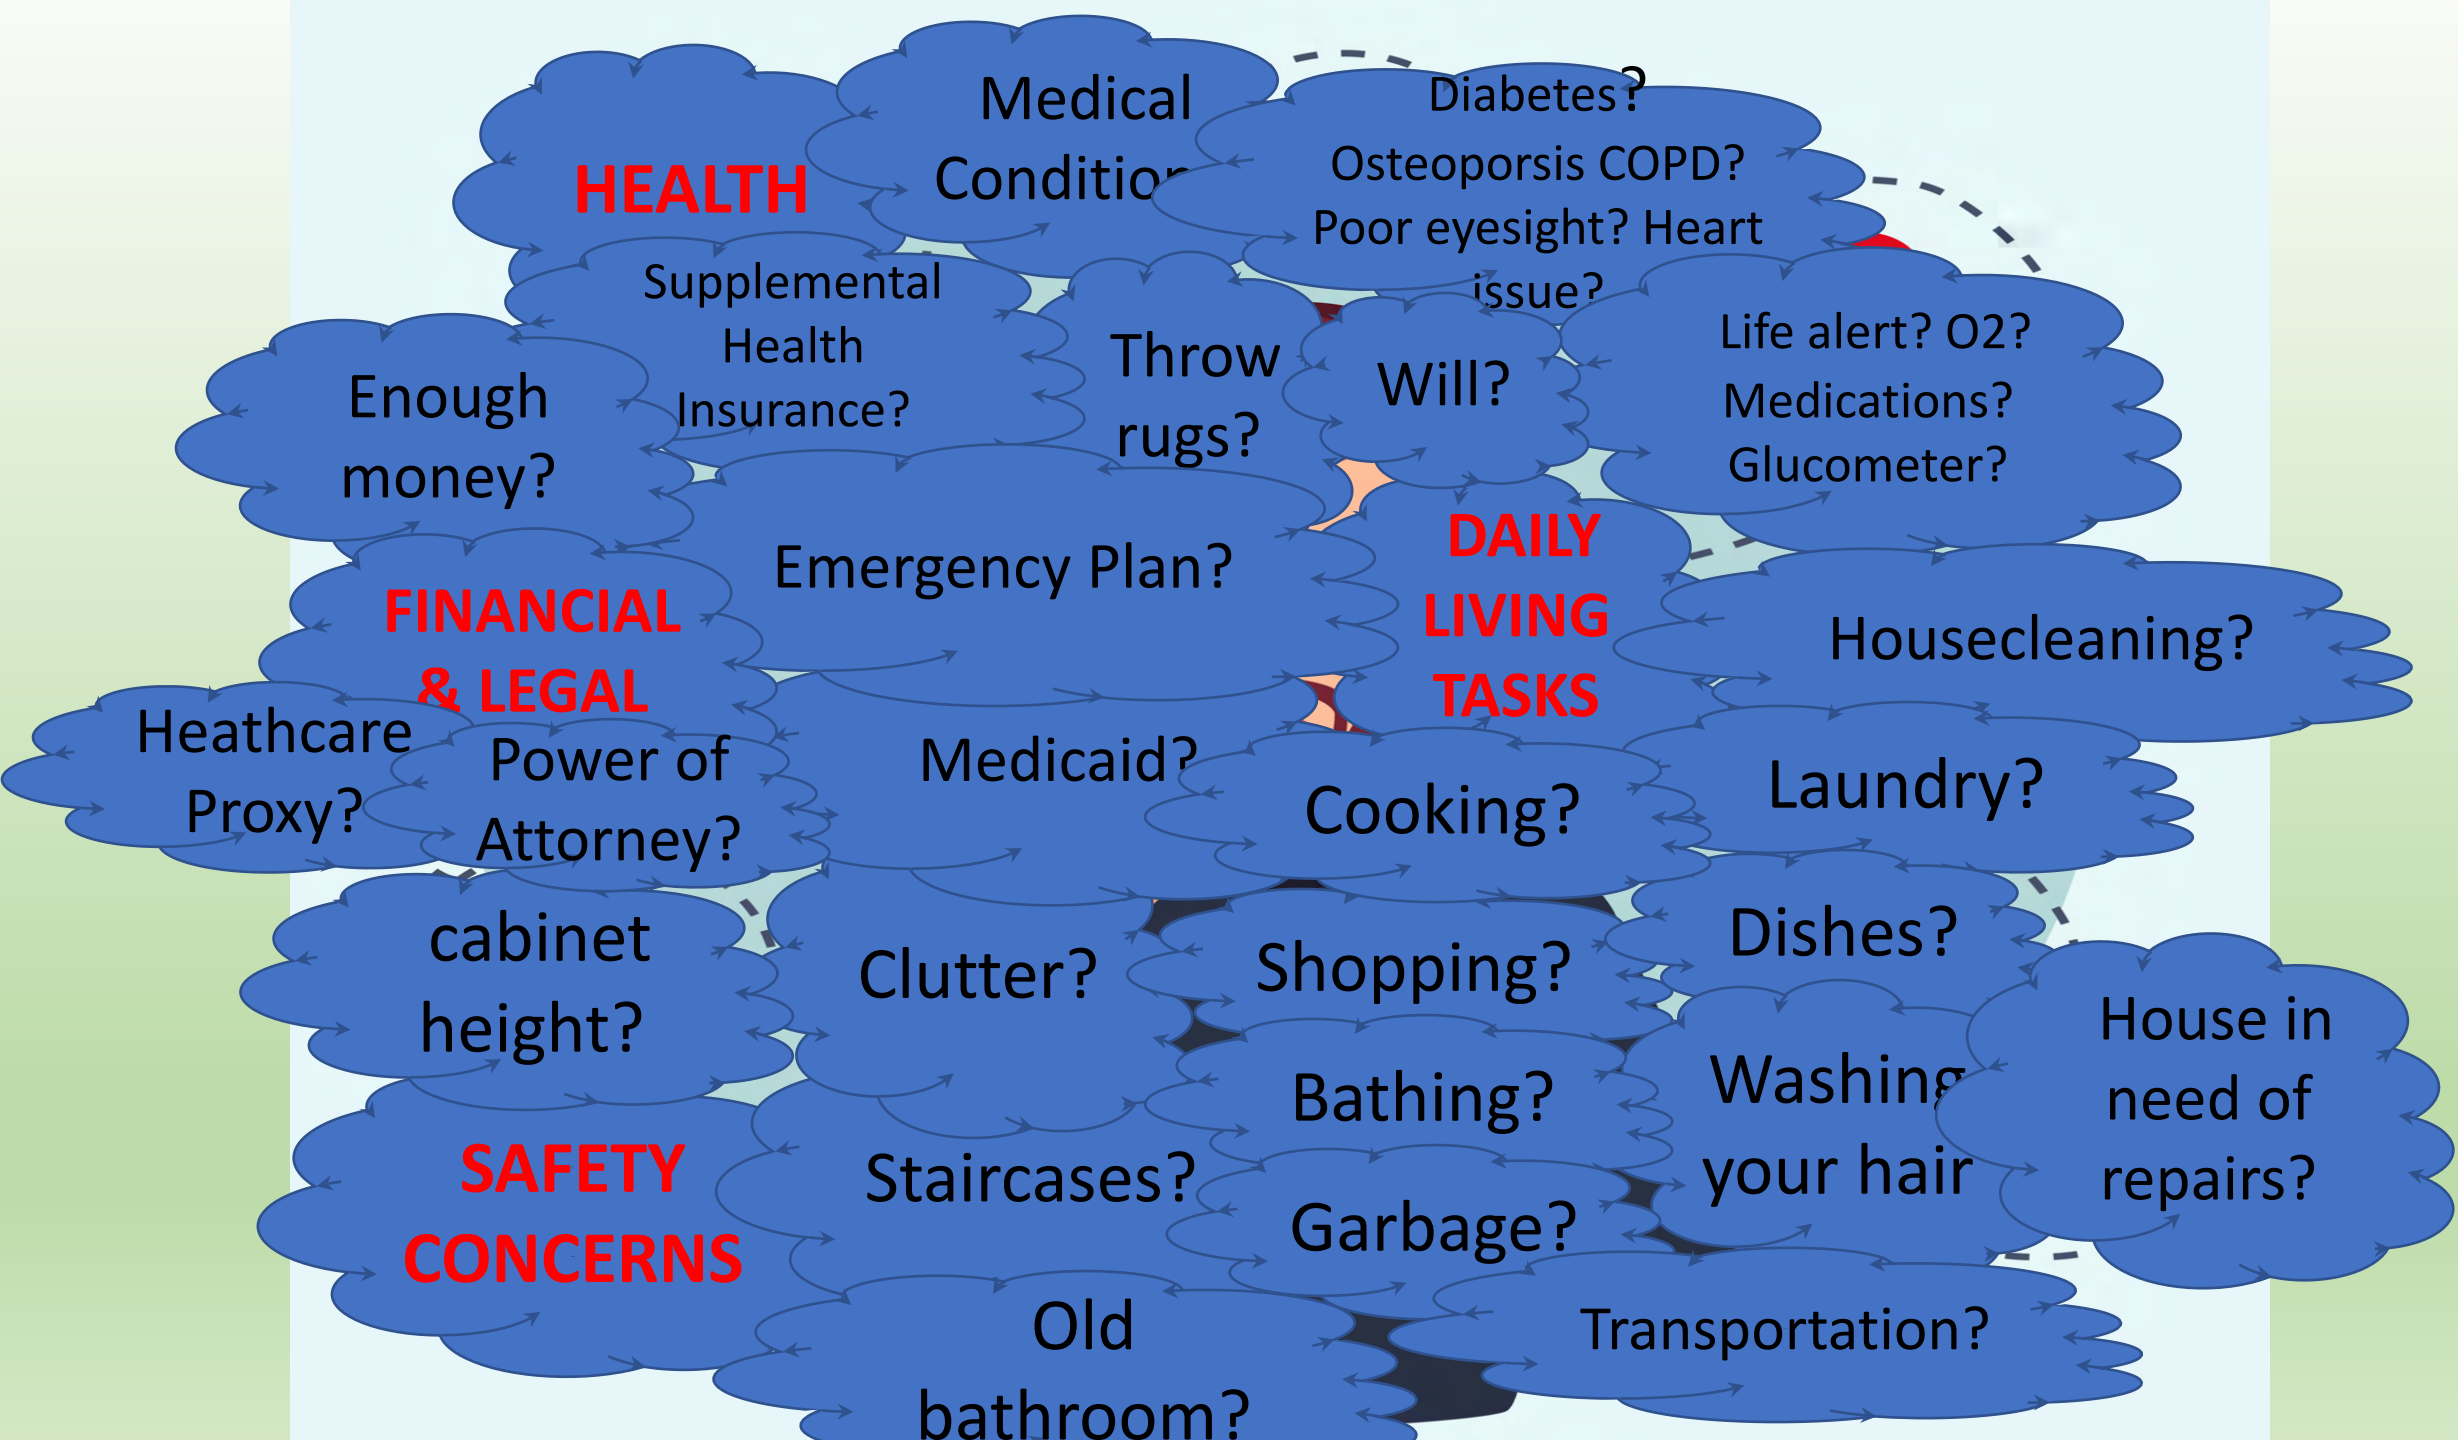 HEALTH
Medical
Condition
Diabetes?
Osteoporsis COPD?
Poor eyesight? Heart
issue?
Supplemental
Health
Insurance?
Throw
rugs?
Will?
Life alert? O2?
Medications?
Glucometer?
Enough
money?
Emergency Plan?
DAILY
LIVING
TASKS
FINANCIAL
& LEGAL
Housecleaning?
Heathcare
Proxy?
Power of
Attorney?
Medicaid?
Cooking?
Laundry?
cabinet
height?
Clutter?
Shopping?
Dishes?
House in
need of
repairs?
Bathing?
Washing
your hair
SAFETY
CONCERNS
Staircases?
Garbage?
Old
bathroom?
Transportation?